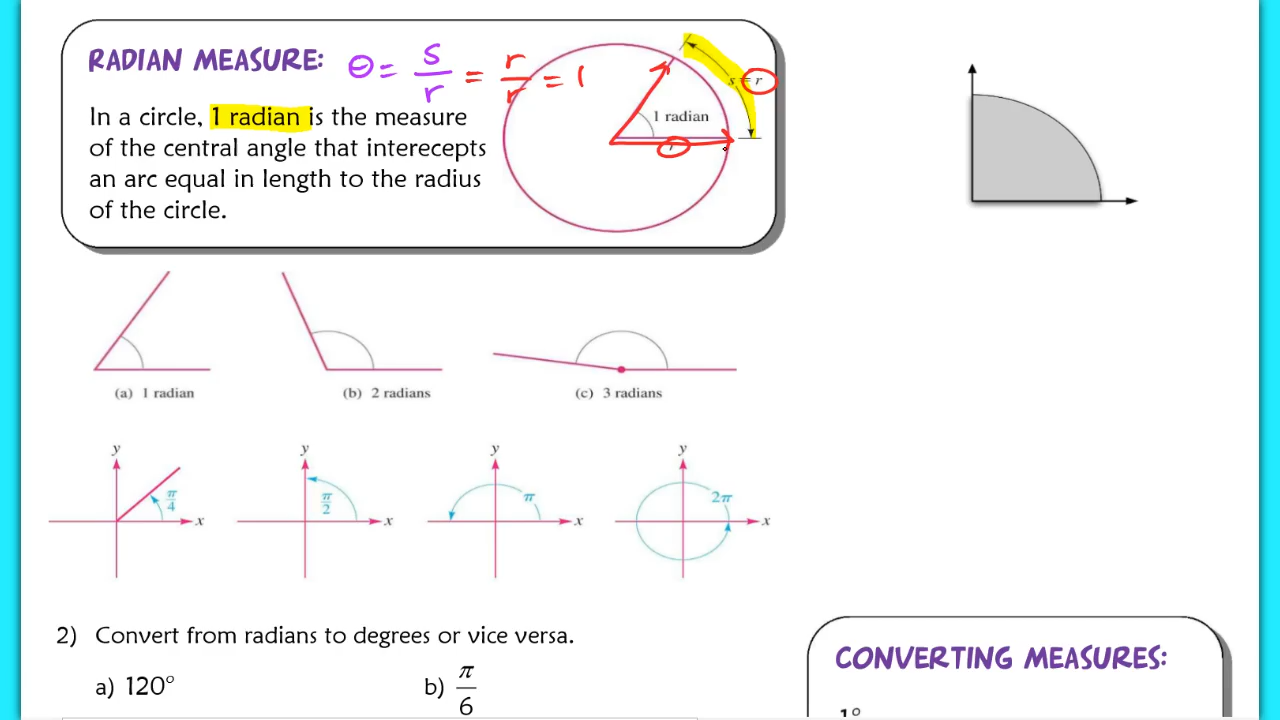 RADIAN MEASURE: θ = s/r = r/r = 1
In a circle, 1 radian is the measure
of the central angle that interecepts
an arc equal in length to the radius
of the circle.
s = r
1 radian
r
(a) 1 radian
(b) 2 radians
(c) 3 radians
y
π/4
x
y
π/2
x
y
π
x
y
2π
x
2) Convert from radians to degrees or vice versa.
a) 120°
b) π/6
CONVERTING MEASURES:
1°